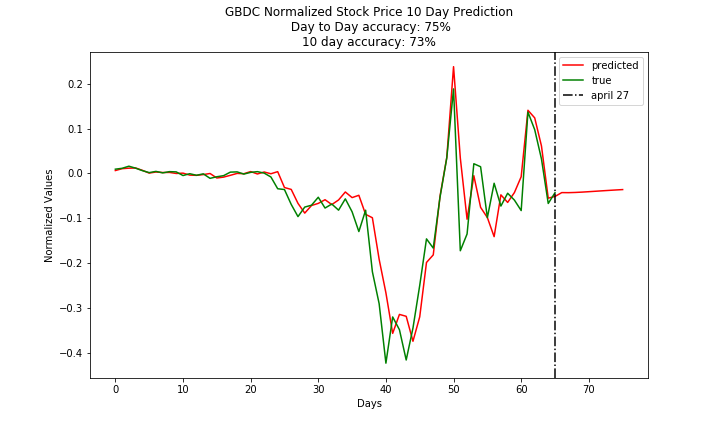 GBDC Normalized Stock Price 10 Day Prediction
Day to Day accuracy: 75%
10 day accuracy: 73%
predicted
true
april 27
Normalized Values
0.2
0.1
0.0
−0.1
−0.2
−0.3
−0.4
0 10 20 30 40 50 60 70
Days